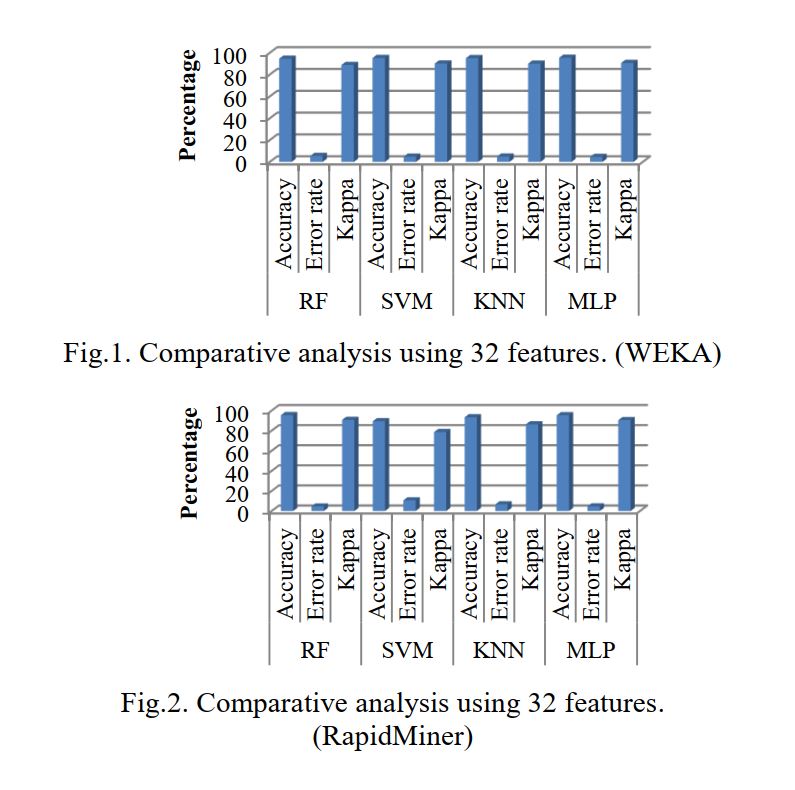 Percentage
100
80
60
40
20
0
Accuracy
Error rate
Kappa
Accuracy
Error rate
Kappa
Accuracy
Error rate
Kappa
Accuracy
Error rate
Kappa
RF SVM KNN MLP
Fig.1. Comparative analysis using 32 features. (WEKA)
Percentage
100
80
60
40
20
0
Accuracy
Error rate
Kappa
Accuracy
Error rate
Kappa
Accuracy
Error rate
Kappa
Accuracy
Error rate
Kappa
RF SVM KNN MLP
Fig.2. Comparative analysis using 32 features.
(RapidMiner)